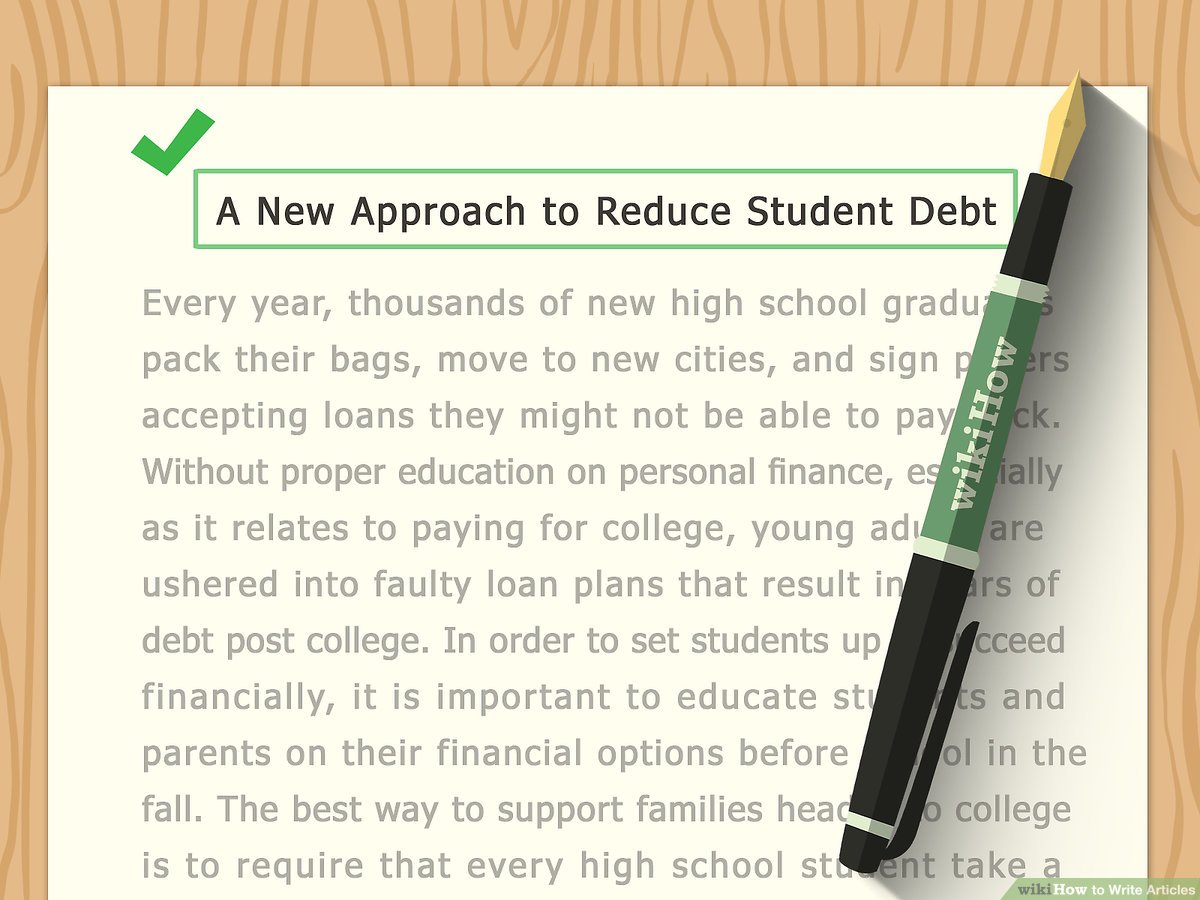 A New Approach to Reduce Student Debt
Every year, thousands of new high school
pack their bags, move to new cities, and sign
accepting loans they might not be able to pay
Without proper education on personal finance,
as it relates to paying for college, young are
ushered into faulty loan plans that result in of
debt post college. In order to set students up
financially, it is important to educate and
parents on their financial options before in the
fall. The best way to support families college
is to require that every high school student take a
wikiHow
wikiHow to Write Articles